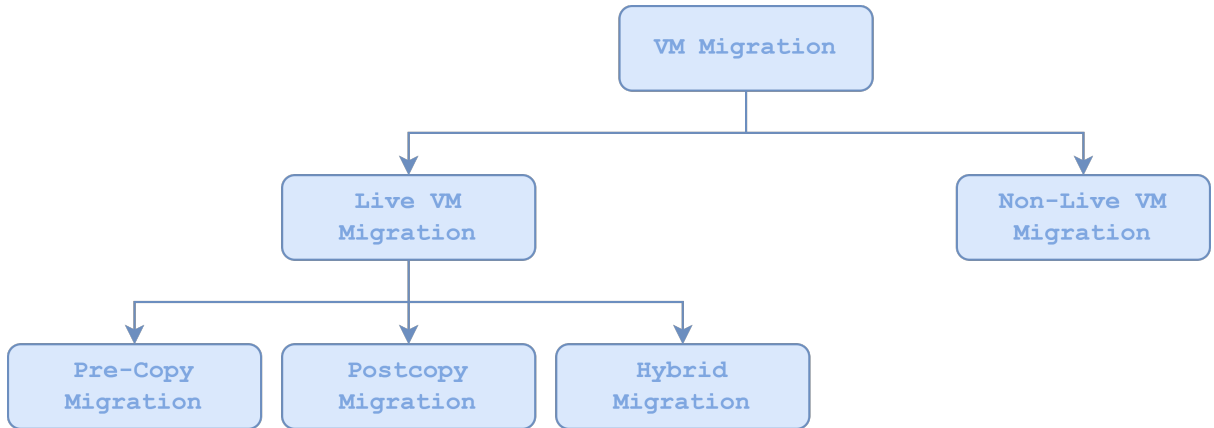 VM Migration
Live VM
Migration
Non-Live VM
Migration
Pre-Copy
Migration
Postcopy
Migration
Hybrid
Migration